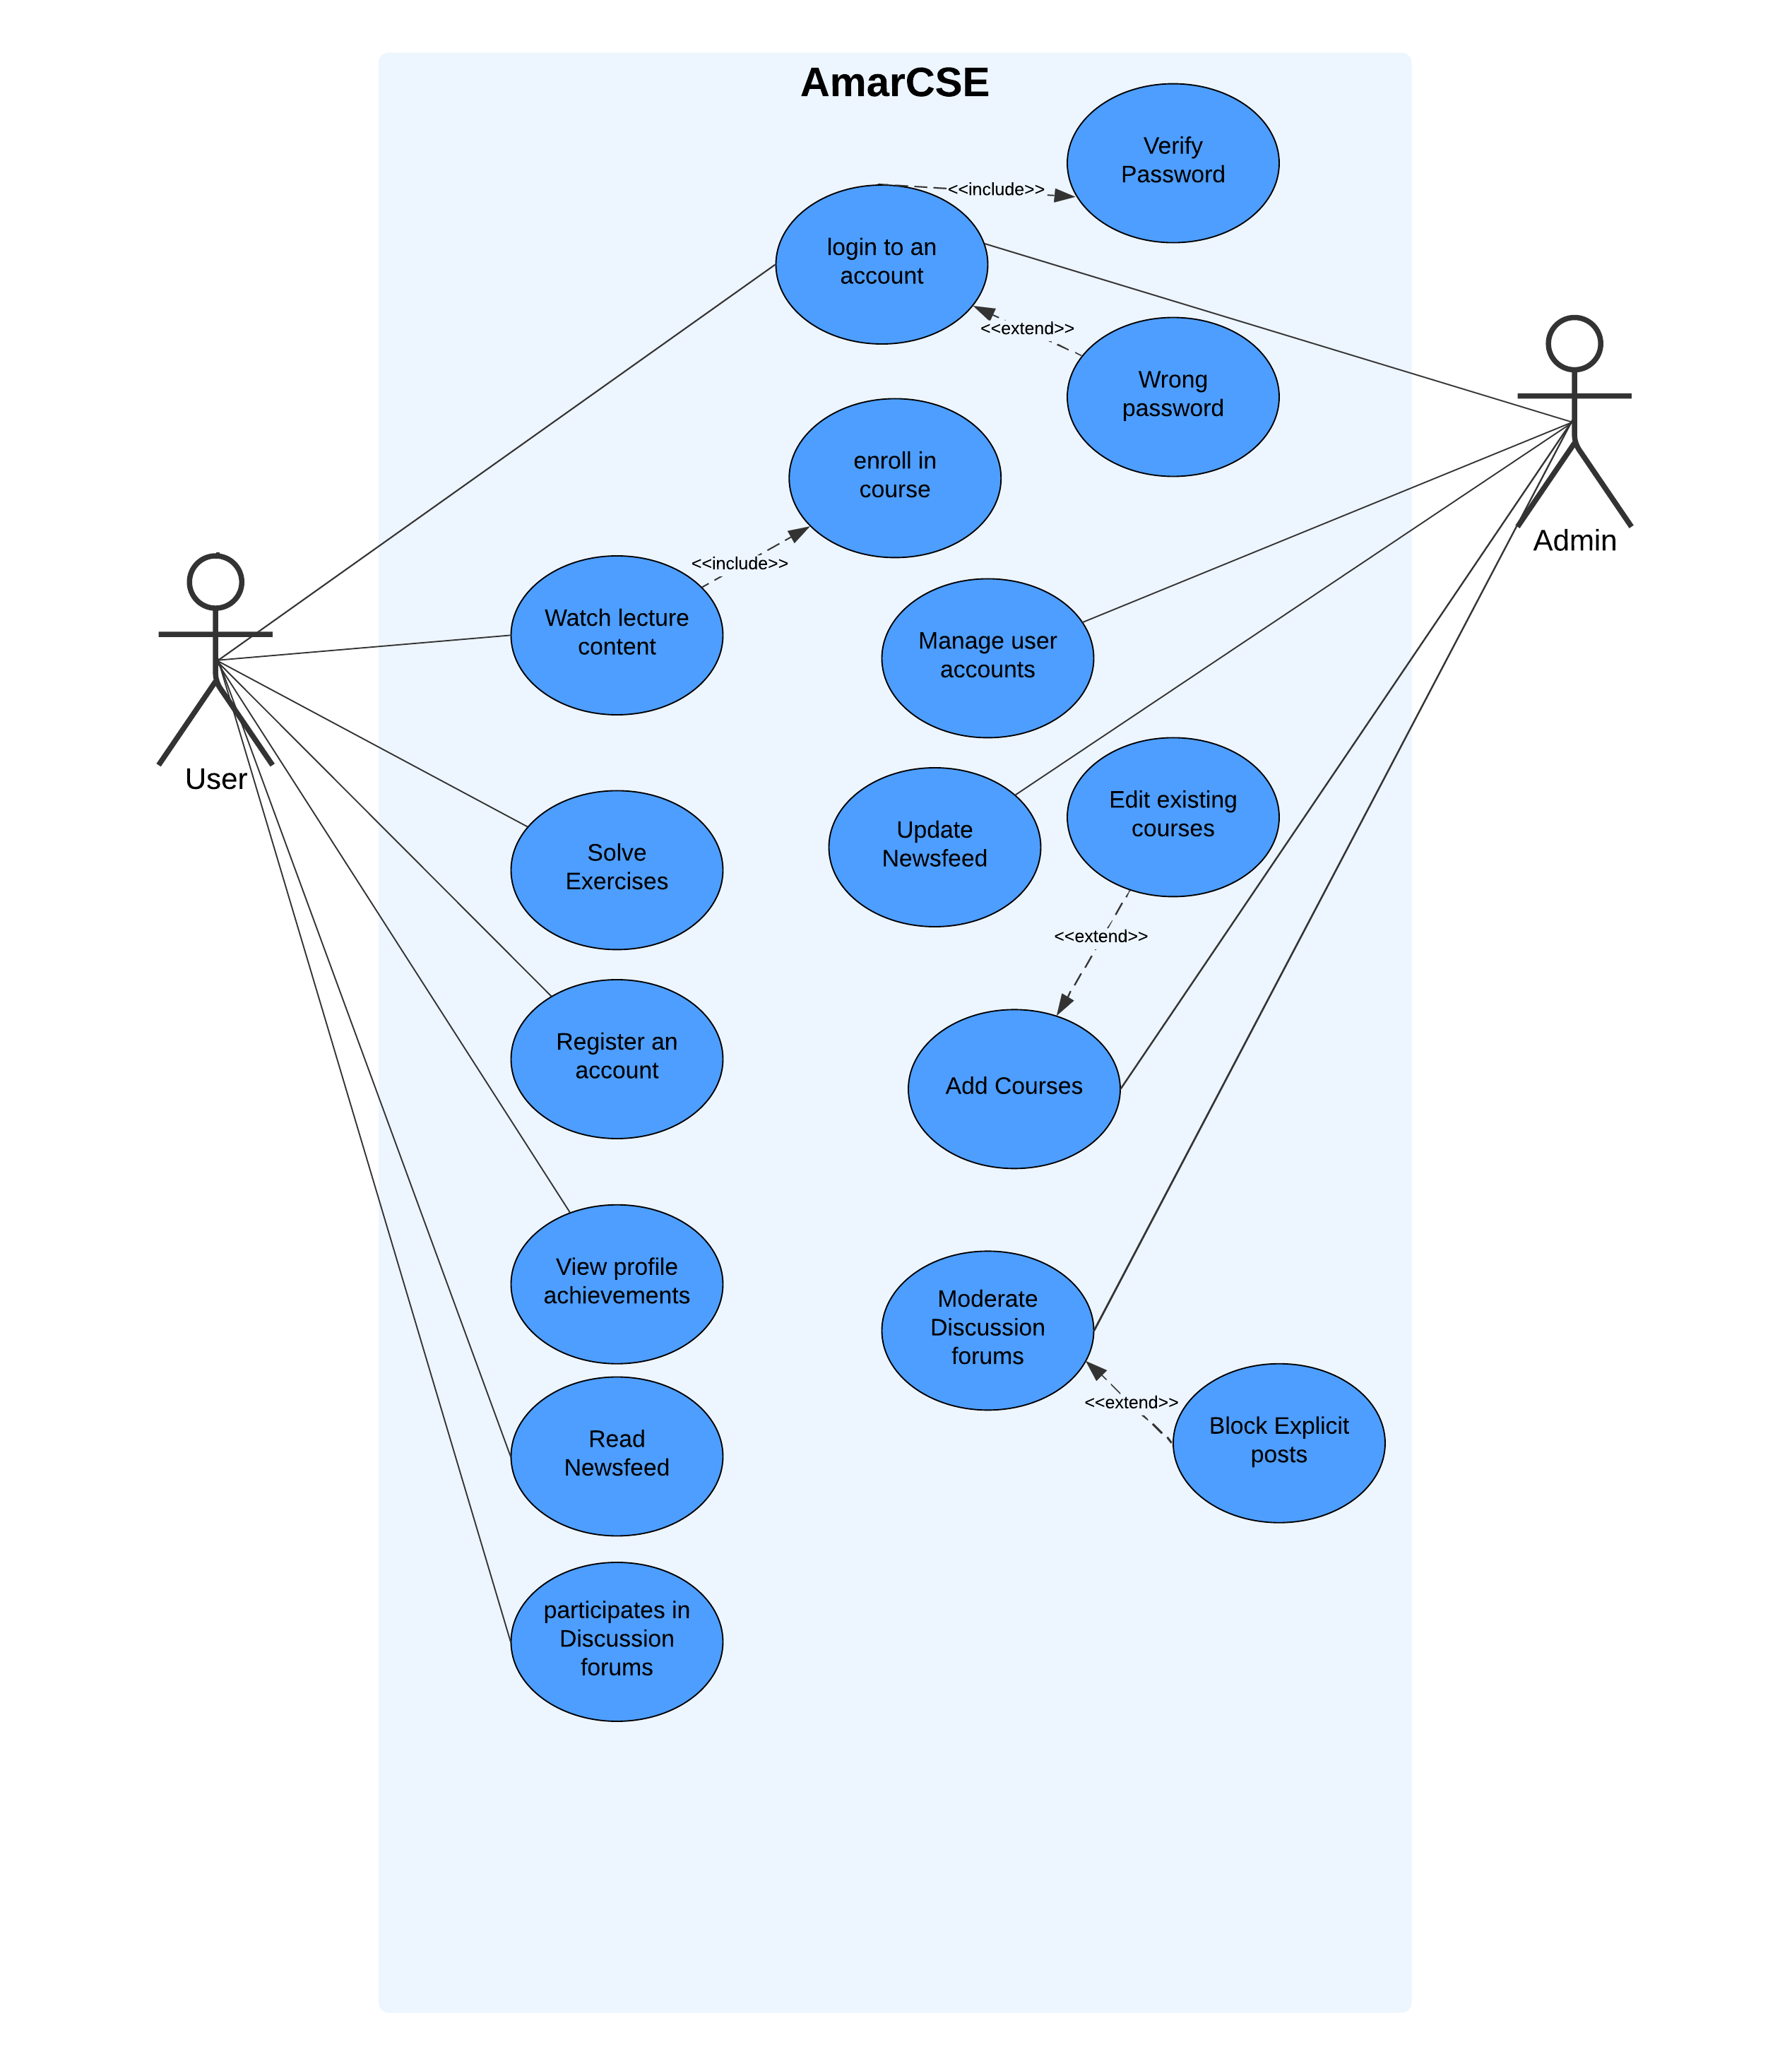 AmarCSE
Verify
Password
<<include>>
login to an
account
<<extend>>
Wrong
password
enroll in
course
<<include>>
Watch lecture
content
Admin
Manage user
accounts
User
Edit existing
courses
Update
Newsfeed
Solve
Exercises
<<extend>>
Register an
account
Add Courses
View profile
achievements
Moderate
Discussion
forums
<<extend>>
Block Explicit
posts
Read
Newsfeed
participates in
Discussion
forums